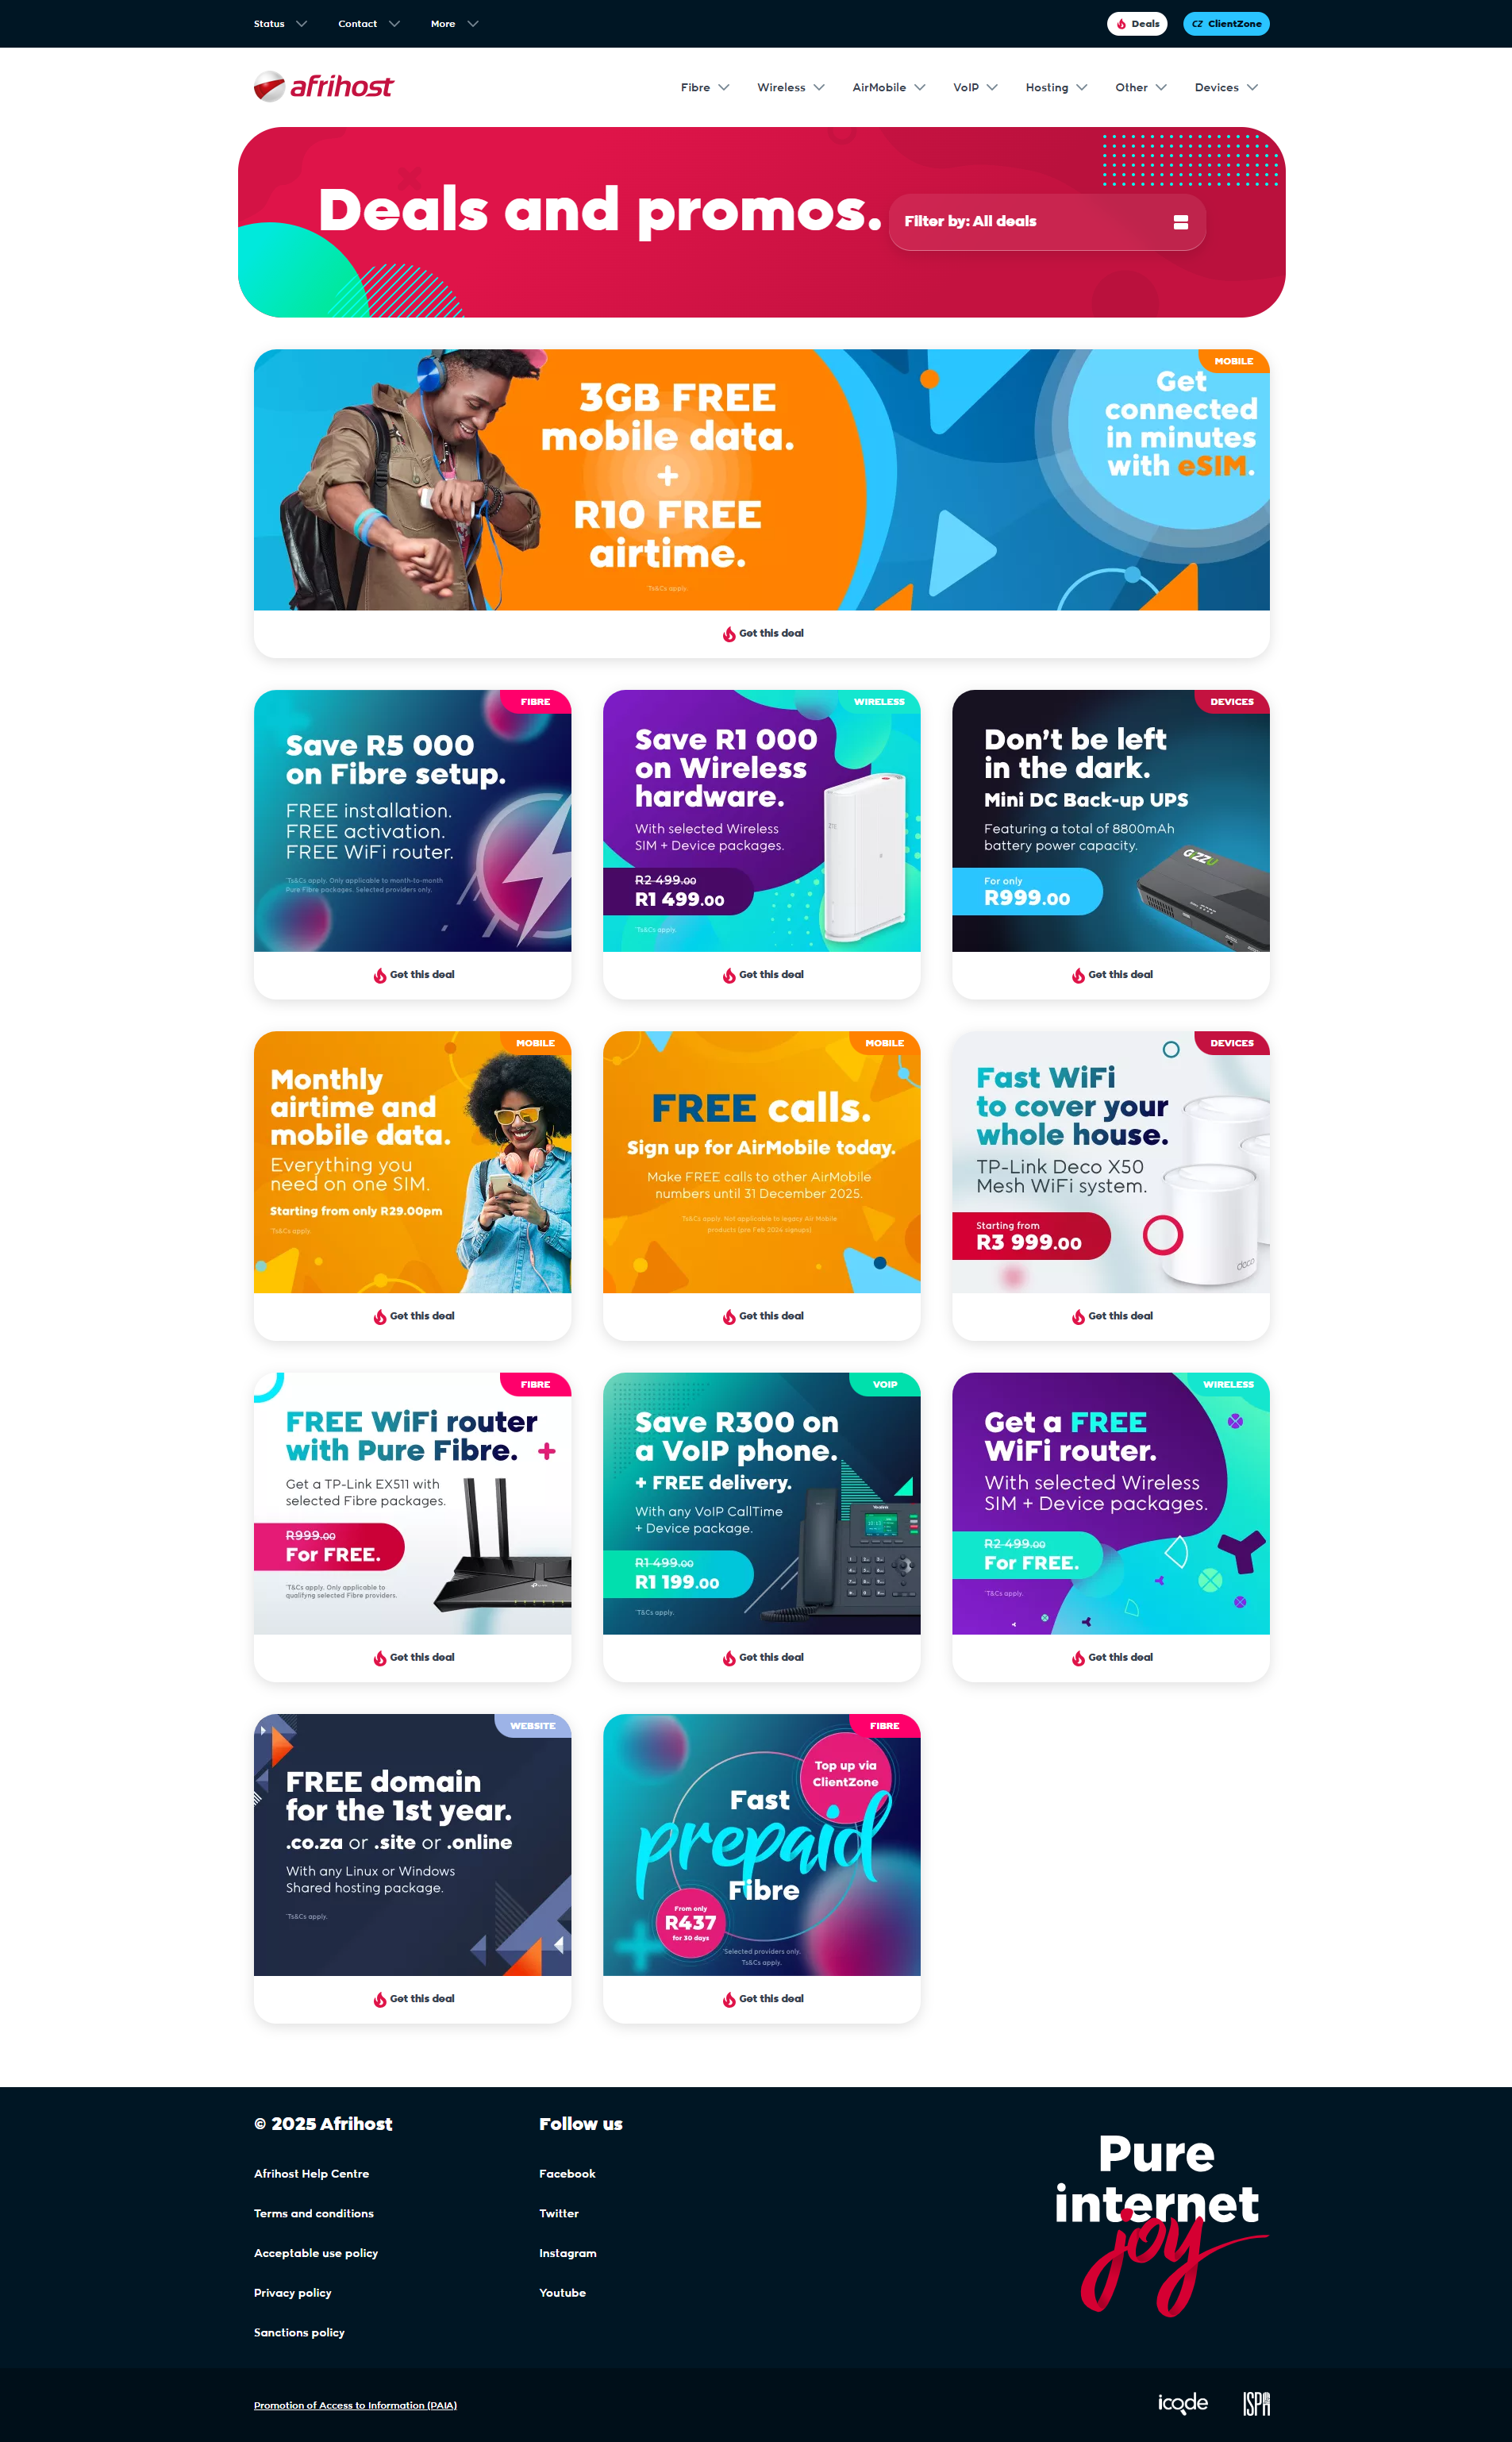 Status
Contact
More
Deals
CZ ClientZone
afrihost
Fibre
Wireless
AirMobile
VoIP
Hosting
Other
Devices
Deals and promos.
Filter by: All deals
MOBILE
3GB FREE
mobile data.
+
R10 FREE
airtime.
*Ts&Cs apply.
Get
connected
in minutes
with eSIM.
Get this deal
FIBRE
Save R5 000
on Fibre setup.
FREE installation.
FREE activation.
FREE WiFi router.
*Ts&Cs apply. Only applicable to month-to-month
Pure Fibre packages. Selected providers only.
Get this deal
WIRELESS
Save R1 000
on Wireless
hardware.
With selected Wireless
SIM + Device packages.
R2 499.00
R1 499.00
*Ts&Cs apply.
ZTE
Get this deal
DEVICES
Don't be left
in the dark.
Mini DC Back-up UPS
Featuring a total of 8800mAh
battery power capacity.
For only
R999.00
GIZZU
Get this deal
MOBILE
Monthly
airtime and
mobile data.
Everything you
need on one SIM.
Starting from only R29.00pm
*Ts&Cs apply.
Get this deal
MOBILE
FREE calls.
Sign up for AirMobile today.
Make FREE calls to other AirMobile
numbers until 31 December 2025.
Ts&Cs apply. Not applicable to legacy Air Mobile
products (pre Feb 2024 signups)
Get this deal
DEVICES
Fast WiFi
to cover your
whole house.
TP-Link Deco X50
Mesh WiFi system.
Starting from
R3 999.00
deco
Get this deal
FIBRE
FREE WiFi router
with Pure Fibre.
Get a TP-Link EX511 with
selected Fibre packages.
R999.00
For FREE.
*T&Cs apply. Only applicable to
qualifyng selected Fibre providers.
Get this deal
VOIP
Save R300 on
a VoIP phone.
+ FREE delivery.
With any VoIP CallTime
+ Device package.
R1 499.00
R1 199.00
*T&Cs apply.
Get this deal
WIRELESS
Get a FREE
WiFi router.
With selected Wireless
SIM + Device packages.
R2 499.00
For FREE.
*T&Cs apply.
Get this deal
WEBSITE
FREE domain
for the 1st year.
.co.za or .site or .online
With any Linux or Windows
Shared hosting package.
*Ts&Cs apply.
Get this deal
FIBRE
Top up via
ClientZone
Fast
prepaid
Fibre
From only
R437
for 30 days
*Selected providers only.
Ts&Cs apply.
Get this deal
© 2025 Afrihost
Afrihost Help Centre
Terms and conditions
Acceptable use policy
Privacy policy
Sanctions policy
Follow us
Facebook
Twitter
Instagram
Youtube
Pure
internet
joy
Promotion of Access to Information (PAIA)
icode
ISPA